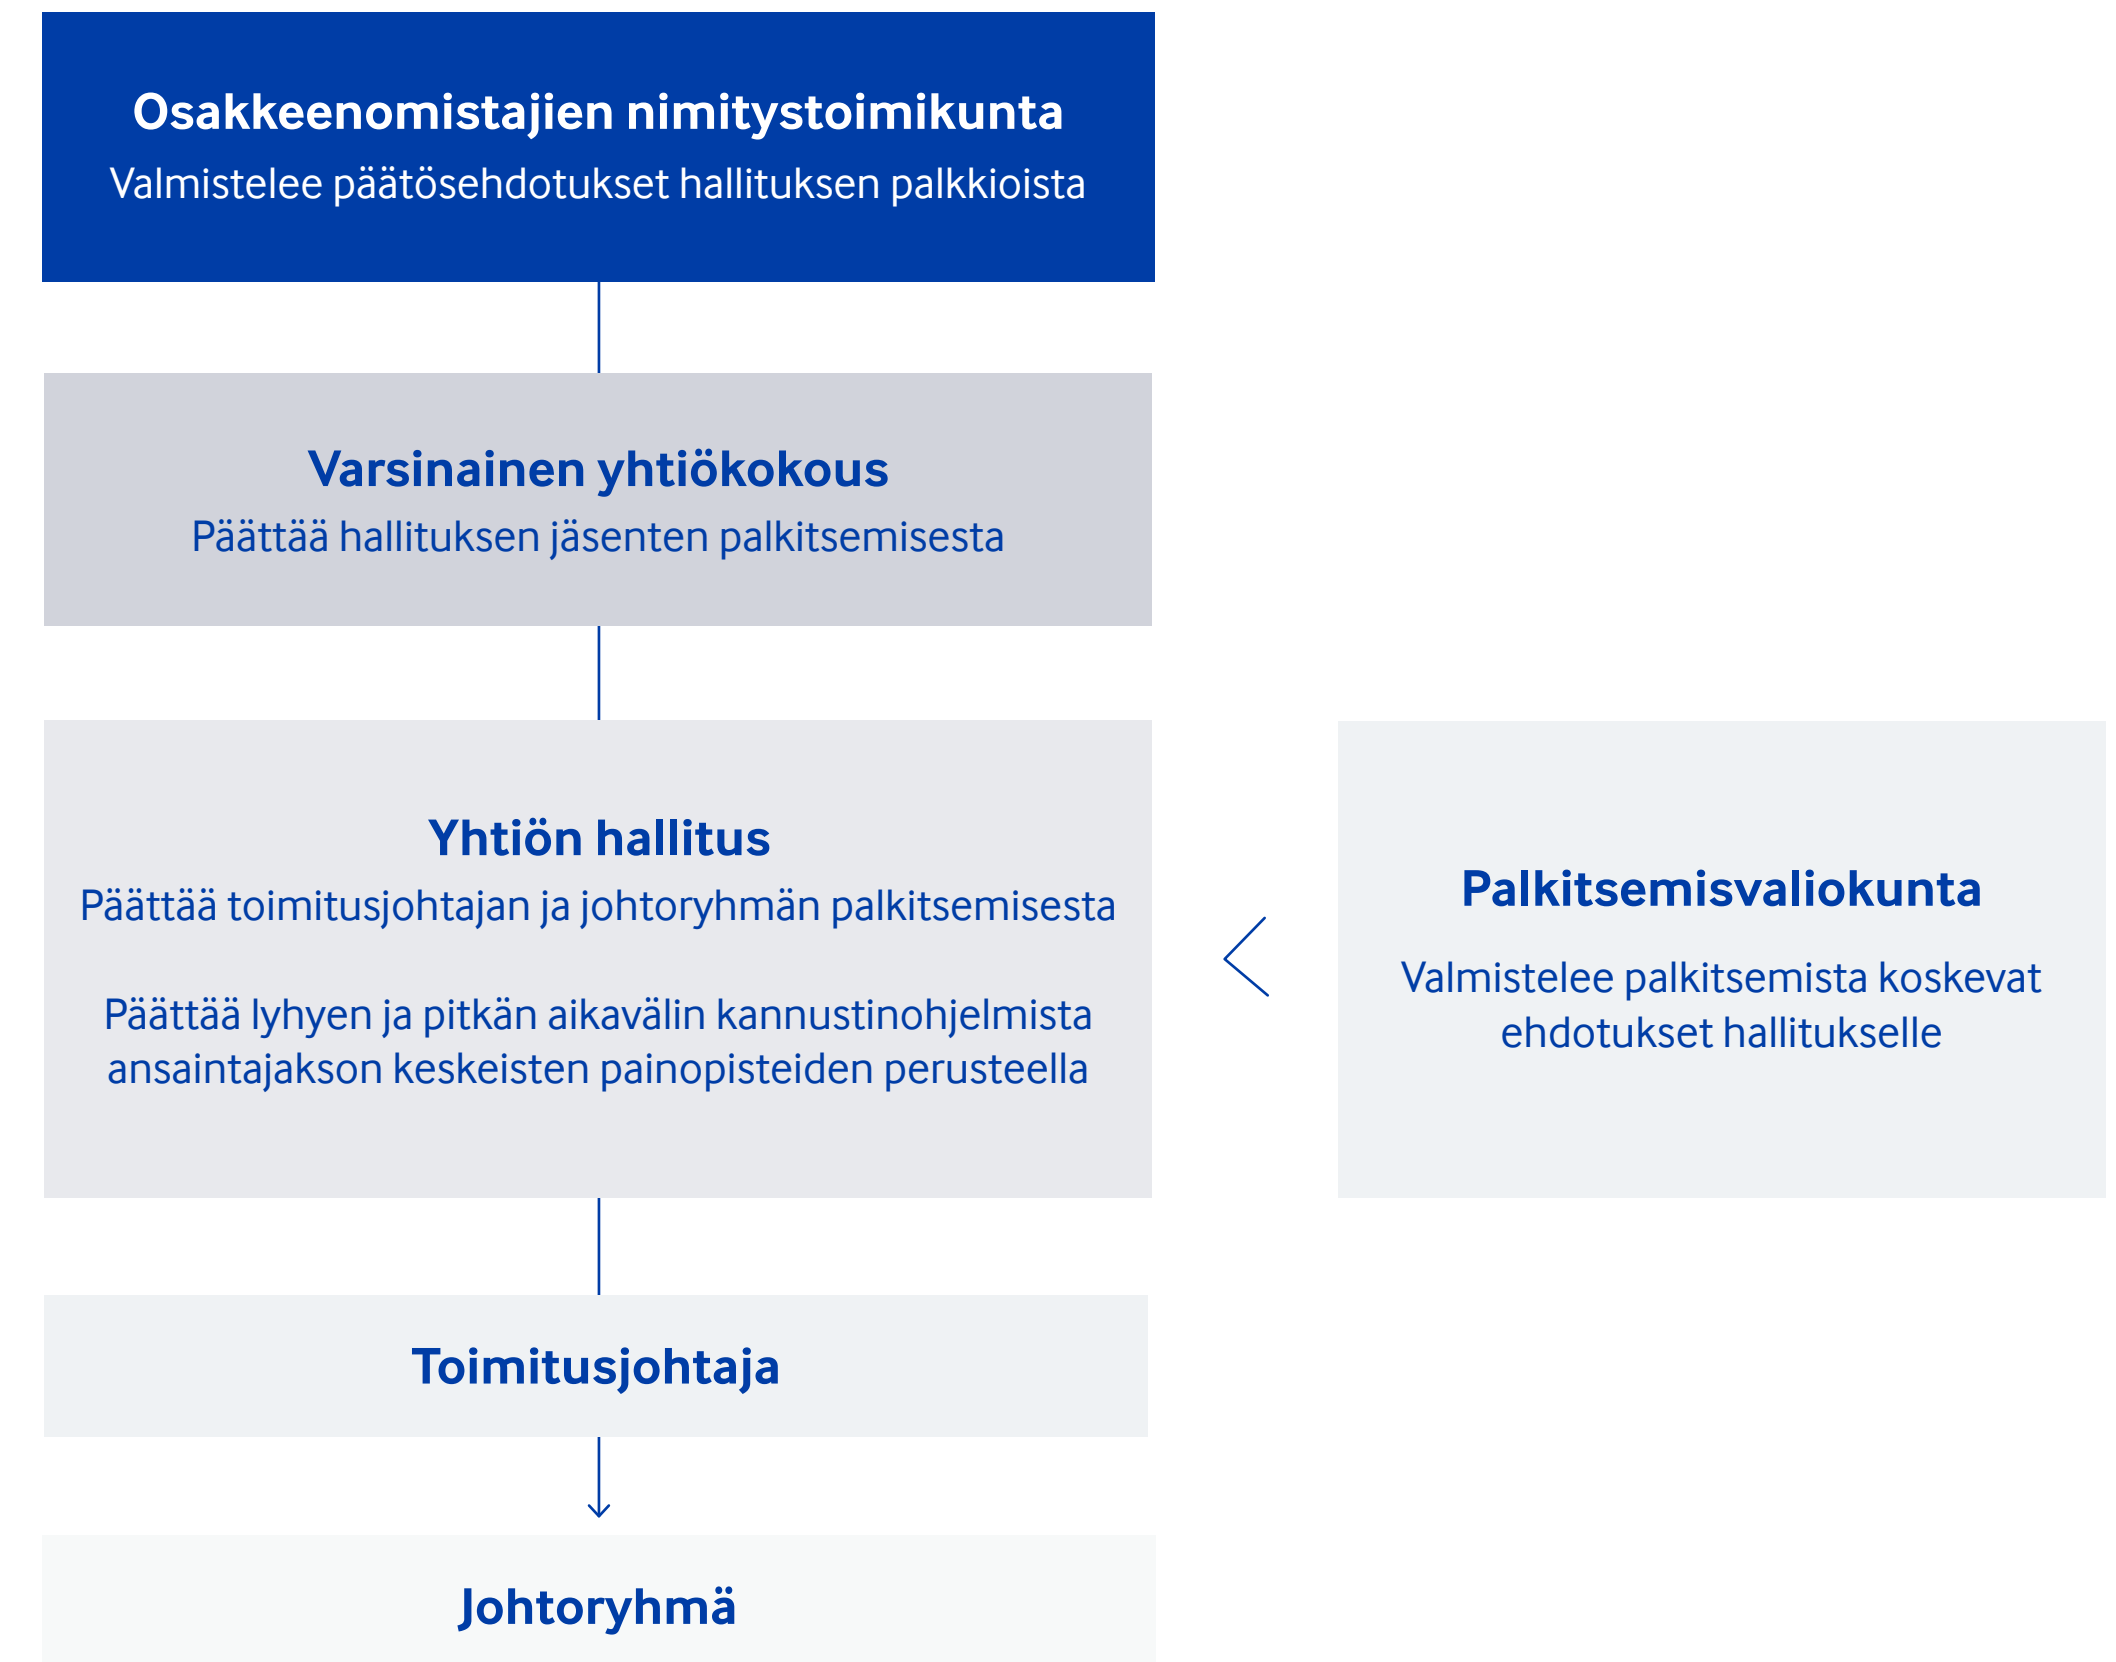 Osakkeenomistajien nimitystoimikunta
Valmistelee päätösehdotukset hallituksen palkkioista
Varsinainen yhtiökokous
Päättää hallituksen jäsenten palkitsemisesta
Yhtiön hallitus
Päättää toimitusjohtajan ja johtoryhmän palkitsemisesta
Päättää lyhyen ja pitkän aikavälin kannustinohjelmista
ansaintajakson keskeisten painopisteiden perusteella
Palkitsemisvaliokunta
Valmistelee palkitsemista koskevat
ehdotukset hallitukselle
Toimitusjohtaja
Johtoryhmä